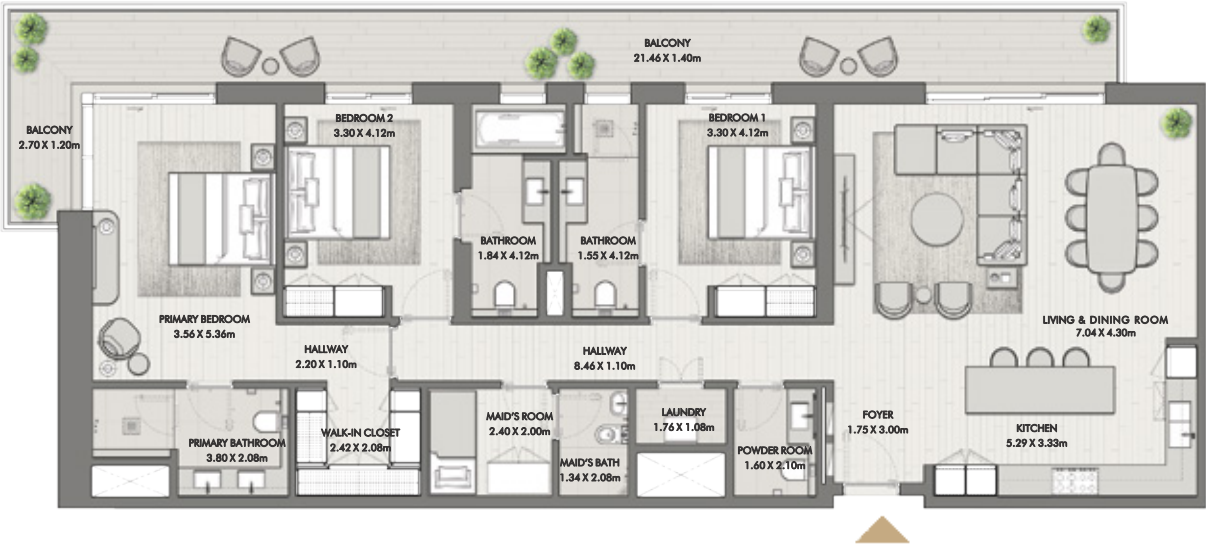 BALCONY
21.46 X 1.40m
BALCONY
2.70 X 1.20m
BEDROOM 2
3.30 X 4.12m
BEDROOM 1
3.30 X 4.12m
BATHROOM
1.84 X 4.12m
BATHROOM
1.55 X 4.12m
PRIMARY BEDROOM
3.56 X 5.36m
LIVING & DINING ROOM
7.04 X 4.30m
HALLWAY
2.20 X 1.10m
HALLWAY
8.46 X 1.10m
MAID'S ROOM
2.40 X 2.00m
LAUNDRY
1.76 X 1.08m
FOYER
1.75 X 3.00m
KITCHEN
5.29 X 3.33m
PRIMARY BATHROOM
3.80 X 2.08m
WALK-IN CLOSET
2.42 X 2.08m
MAID'S BATH
1.34 X 2.08m
POWDER ROOM
1.60 X 2.10m